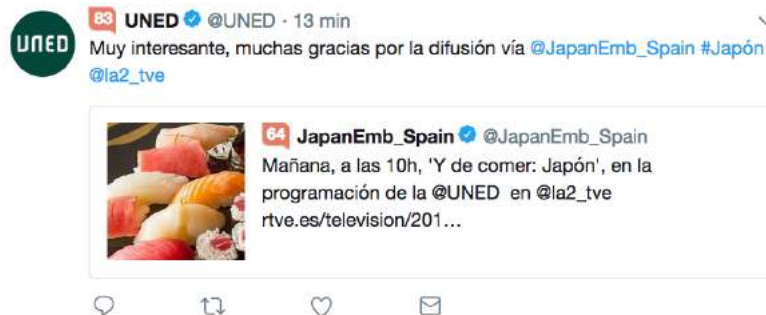 UNED
83 UNED @UNED · 13 min
Muy interesante, muchas gracias por la difusión vía @JapanEmb_Spain #Japón
@la2_tve
64 JapanEmb_Spain @JapanEmb_Spain
Mañana, a las 10h, 'Y de comer: Japón', en la
programación de la @UNED en @la2_tve
rtve.es/television/201...